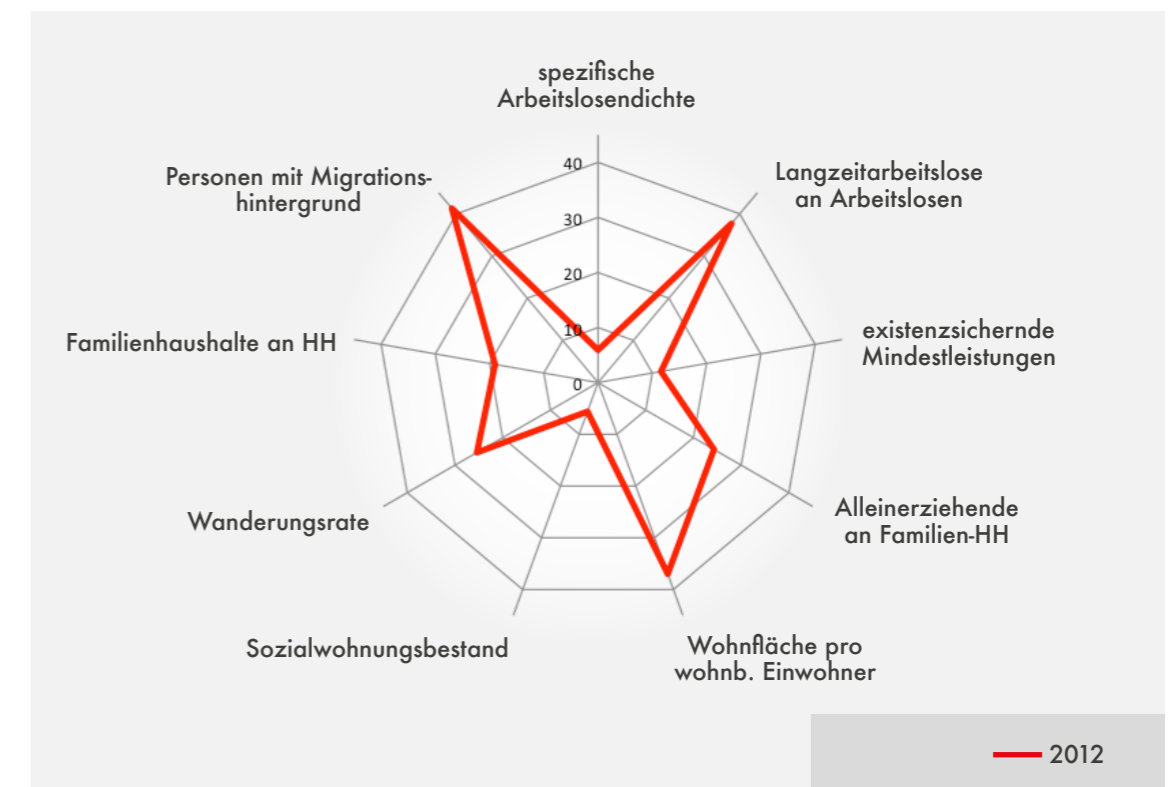 spezifische
Arbeitslosendichte
Langzeitarbeitslose
an Arbeitslosen
existenzsichernde
Mindestleistungen
Alleinerziehende
an Familien-HH
Wohnfläche pro
wohnb. Einwohner
Sozialwohnungsbestand
Wanderungsrate
Familienhaushalte an HH
Personen mit Migrations-
hintergrund
40
30
20
10
0
2012